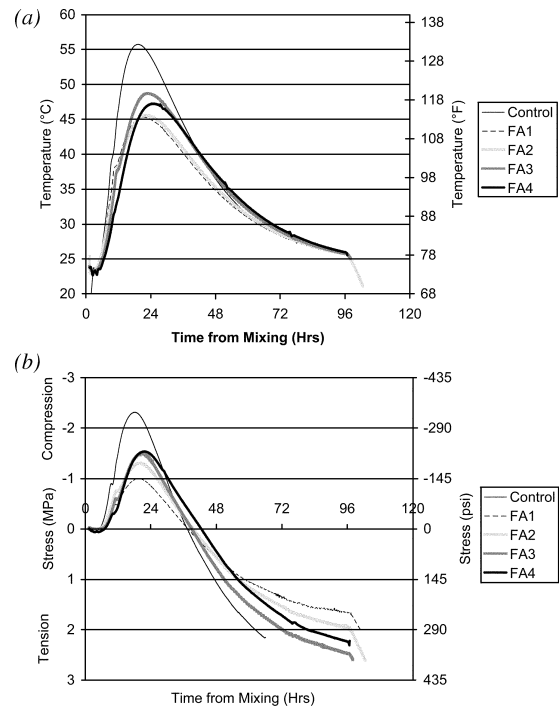 (a)
60
55
50
45
40
35
30
25
20
Temperature (°C)
138
128
118
108
98
88
78
68
Temperature (°F)
0 24 48 72 96 120
Time from Mixing (Hrs)
Control
FA1
FA2
FA3
FA4
(b)
-3
-2
-1
0
1
2
3
Compression
Stress (MPa)
Tension
-435
-290
-145
0
145
290
435
Stress (psi)
0 24 48 72 96 120
Time from Mixing (Hrs)
Control
FA1
FA2
FA3
FA4